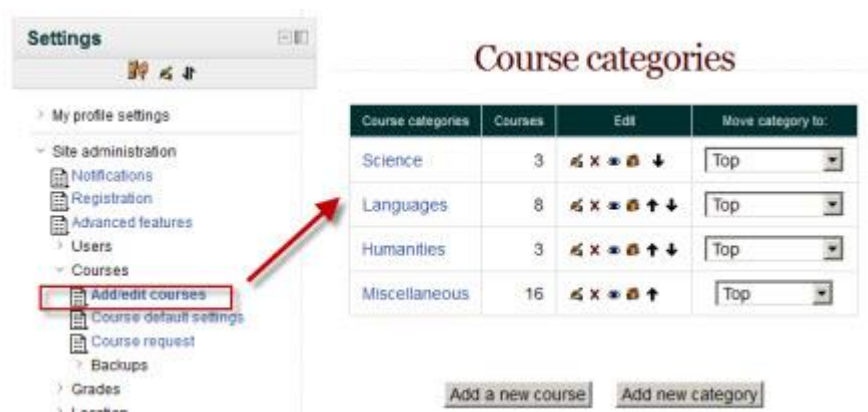 Settings
My profile settings
Site administration
Notifications
Registration
Advanced features
Users
Courses
Add/edit courses
Course default settings
Course request
Backups
Grades
Location
Course categories
Course categories Courses Edit Move category to:
Science 3 Top
Languages 8 Top
Humanities 3 Top
Miscellaneous 16 Top
Add a new course Add new category